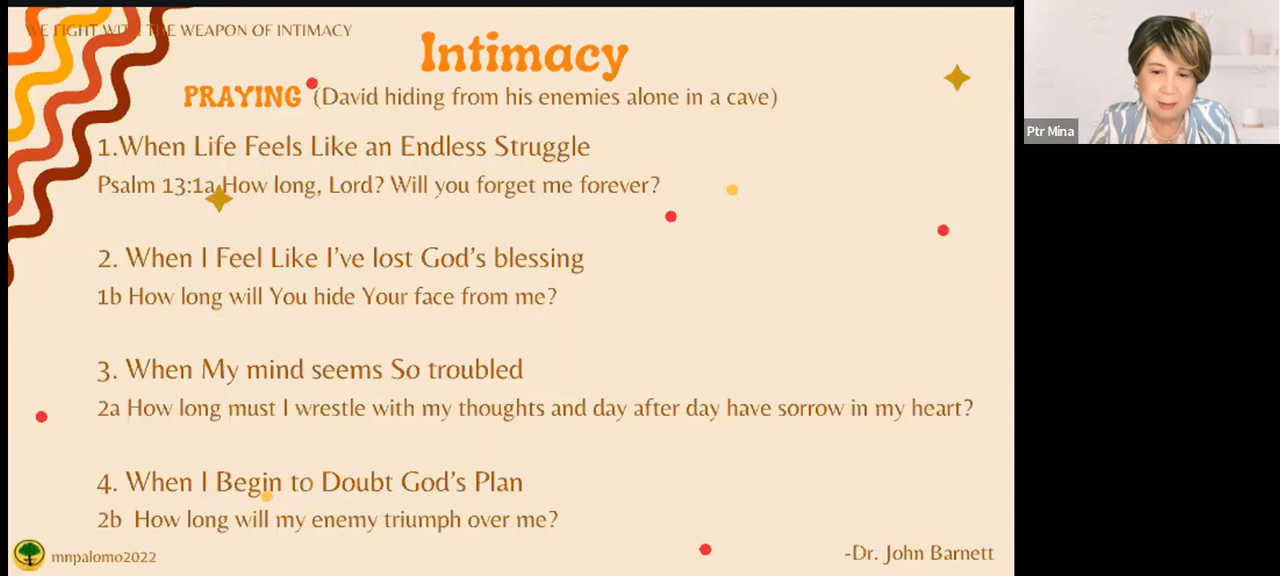 WE FIGHT WITH THE WEAPON OF INTIMACY
Intimacy
PRAYING (David hiding from his enemies alone in a cave)
1.When Life Feels Like an Endless Struggle
Psalm 13:1a How long, Lord? Will you forget me forever?
2. When I Feel Like I've lost God's blessing
1b How long will You hide Your face from me?
3. When My mind seems So troubled
2a How long must I wrestle with my thoughts and day after day have sorrow in my heart?
4. When I Begin to Doubt God's Plan
2b How long will my enemy triumph over me?
mnpalomo2022
-Dr. John Barnett
Ptr Mina